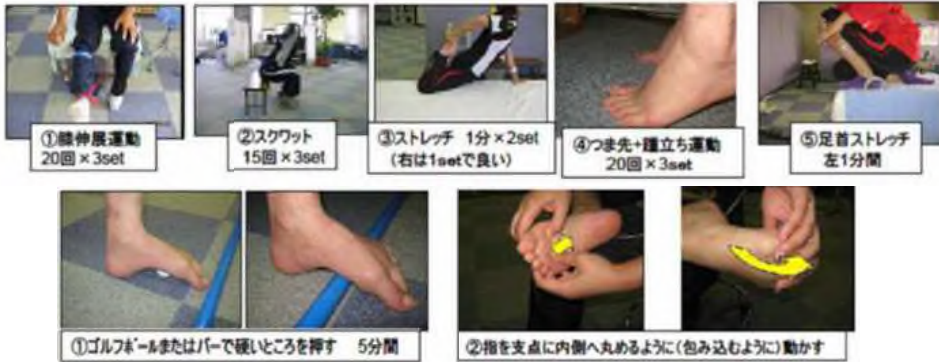 ①膝伸展運動
20回×3set
②スクワット
15回×3set
③ストレッチ 1分×2set
(右は1setで良い)
④つま先+踵立ち運動
20回×3set
⑤足首ストレッチ
左1分間
①ゴルフボールまたはバーで硬いところを押す 5分間
②指を支点に内側へ丸めるように(包み込むように)動かす